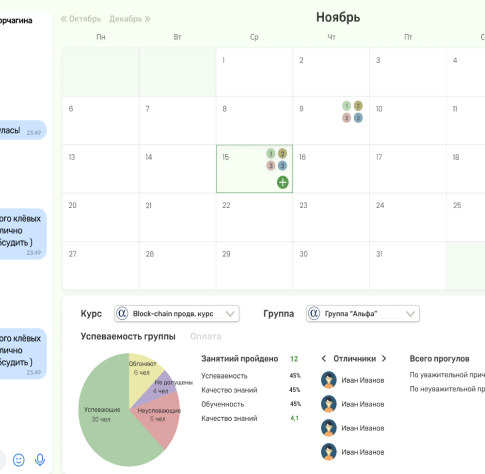 орчагина
улась!
23:49
ого клёвых
лично
бсудить )
23:49
ого клёвых
лично
бсудить )
23:49
« Октябрь Декабрь »
Ноябрь
Пн Вт Ср Чт Пт С
1 2 3 4
6 7 8 9 1 2 3 3 10 11
13 14 15 1 2 3 3 16 17 18
20 21 22 23 24 25
27 28 29 30 31
Курс Block-chain продв. курс Группа Группа "Альфа"
Успеваемость группы Оплата
Обгоняют
6 чел
Не допущены
4 чел
Успевающие
30 чел
Неуспевающие
5 чел
Занятиий пройдено 12
Успеваемость 45%
Качество знаний 45%
Обученность 45%
Качество знаний 4,1
< Отличники >
Иван Иванов
Иван Иванов
Иван Иванов
Иван Иванов
Всего прогулов
По уважительной прич
По неуважительной при